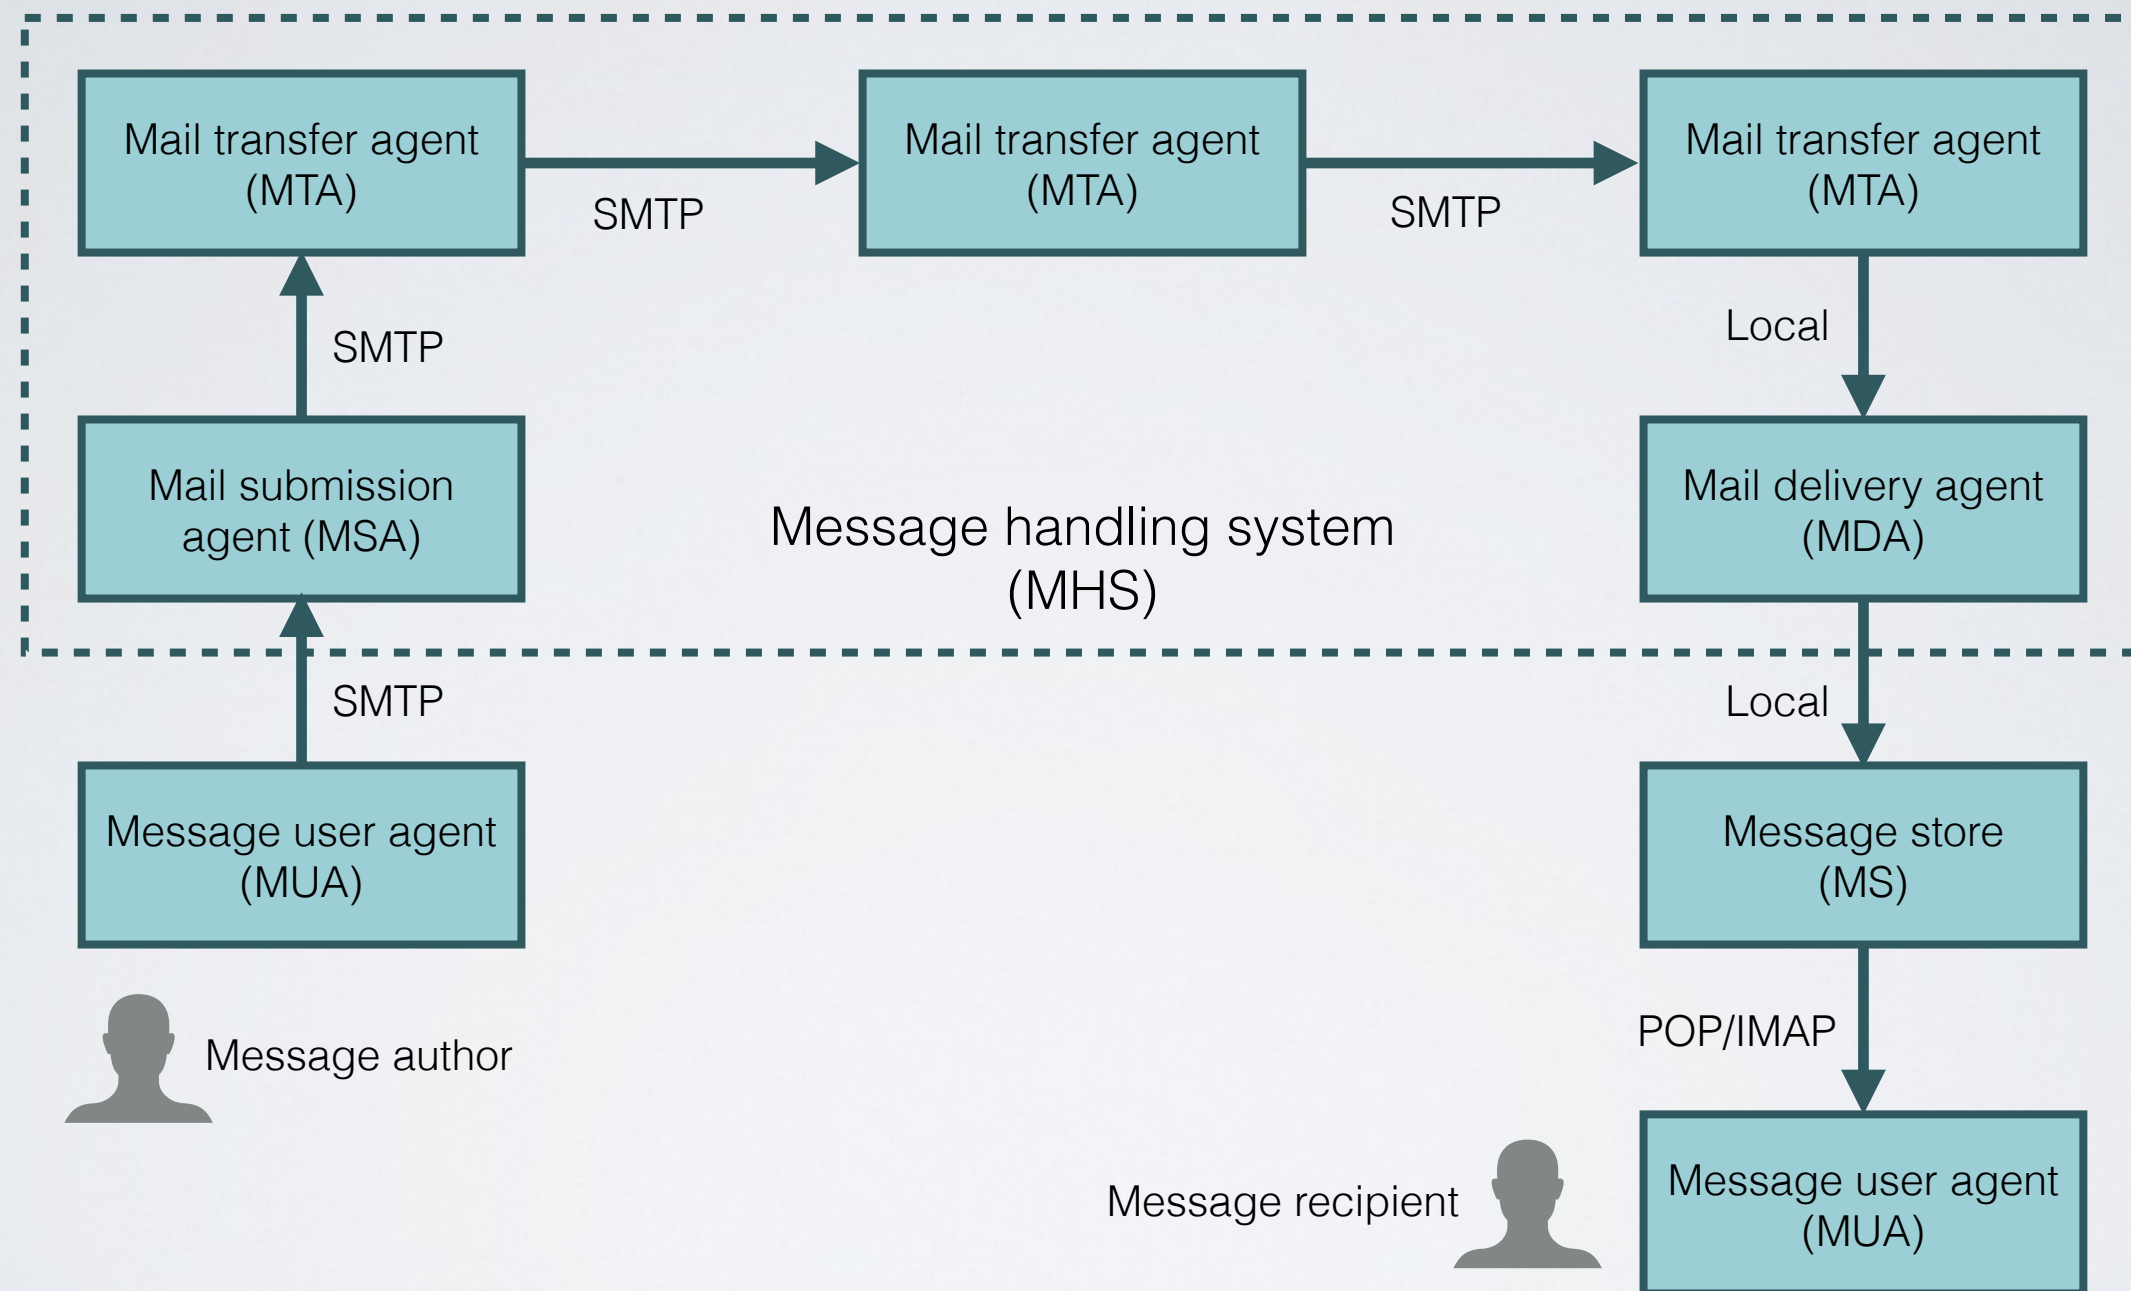 Mail transfer agent
(MTA)
SMTP
Mail transfer agent
(MTA)
SMTP
Mail transfer agent
(MTA)
SMTP
Local
Mail submission
agent (MSA)
Message handling system
(MHS)
Mail delivery agent
(MDA)
SMTP
Local
Message user agent
(MUA)
Message store
(MS)
Message author
POP/IMAP
Message recipient
Message user agent
(MUA)